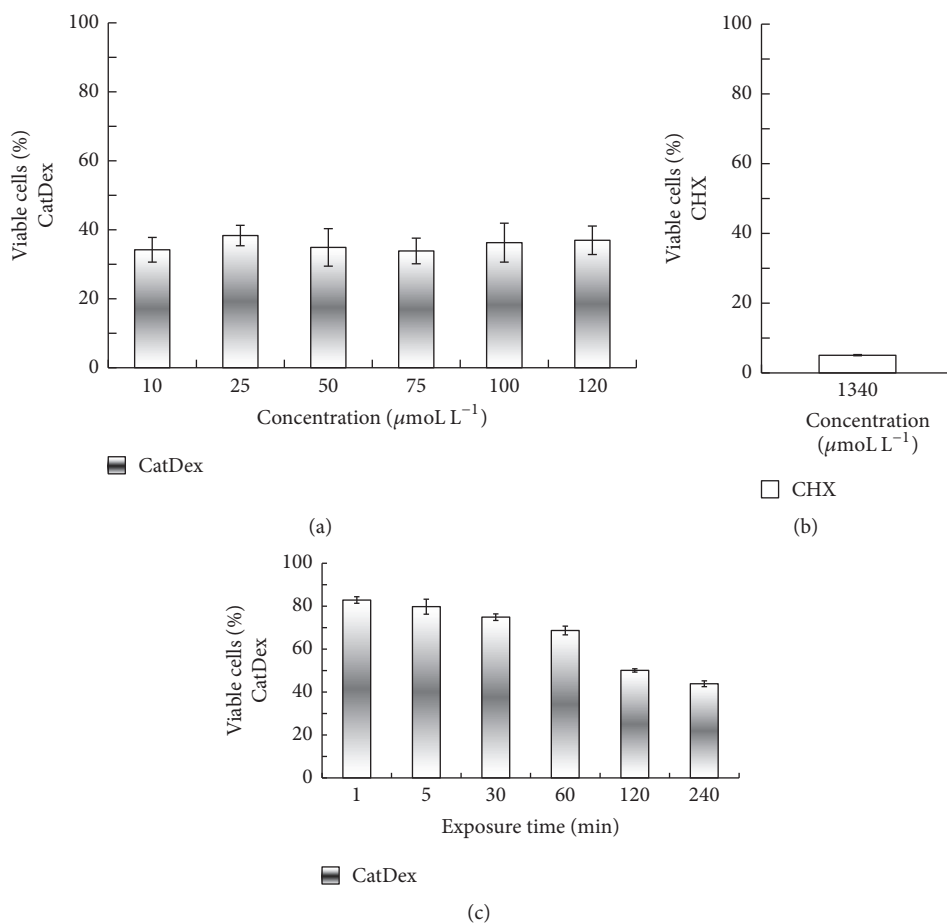 100
80
60
40
20
0
Viable cells (%)
CatDex
10 25 50 75 100 120
Concentration (μmoL L⁻¹)
CatDex
(a)
100
80
60
40
20
0
Viable cells (%)
CHX
1340
Concentration
(μmoL L⁻¹)
CHX
(b)
100
80
60
40
20
0
Viable cells (%)
CatDex
1 5 30 60 120 240
Exposure time (min)
CatDex
(c)